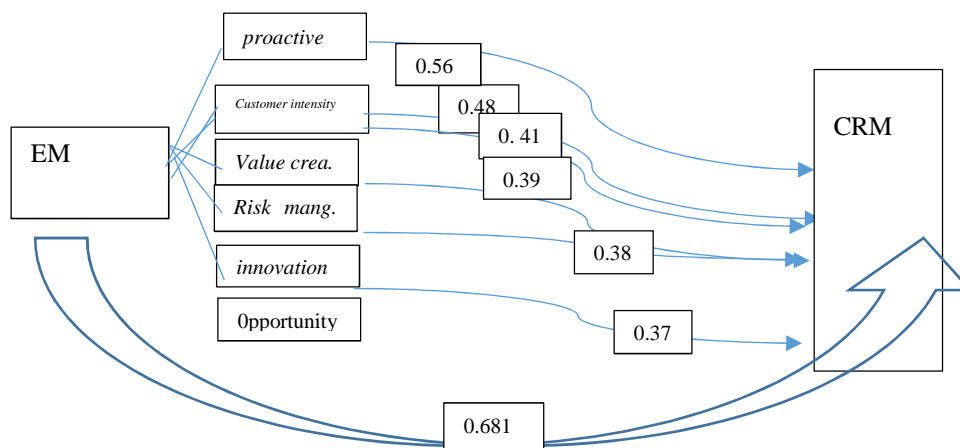 proactive
0.56
Customer intensity
0.48
EM
0. 41
CRM
Value crea.
0.39
Risk mang.
0.38
innovation
0pportunity
0.37
0.681